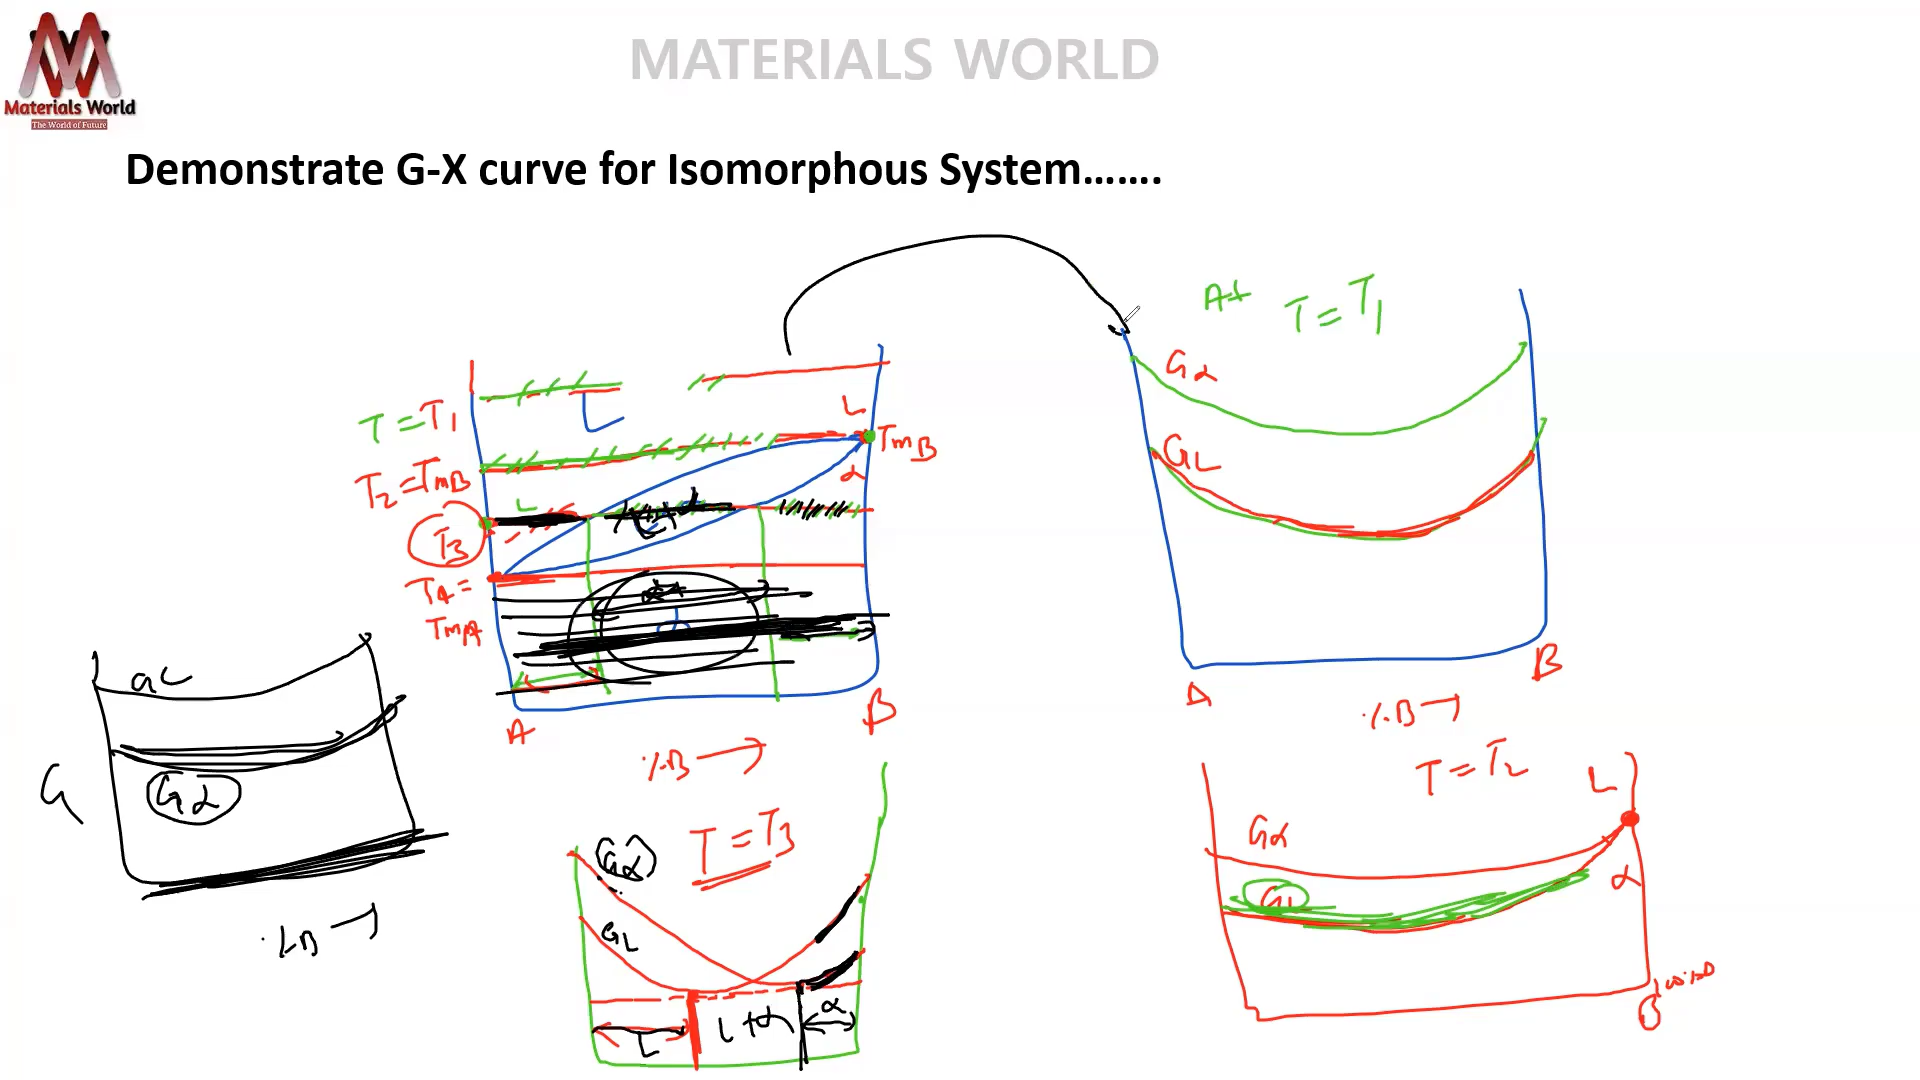 Materials World
The World of Future
MATERIALS WORLD
Demonstrate G-X curve for Isomorphous System…….
At T = T1
Gα
GL
A
B
%B →
T = T1
L
L
TmB
T2 = TmB
α
L
T3
T4 =
TmA
A
B
%B →
GL
Gα
G
%B →
T = T3
Gα
GL
L
L+α
α
T = T2
L
Gα
GL
α
B